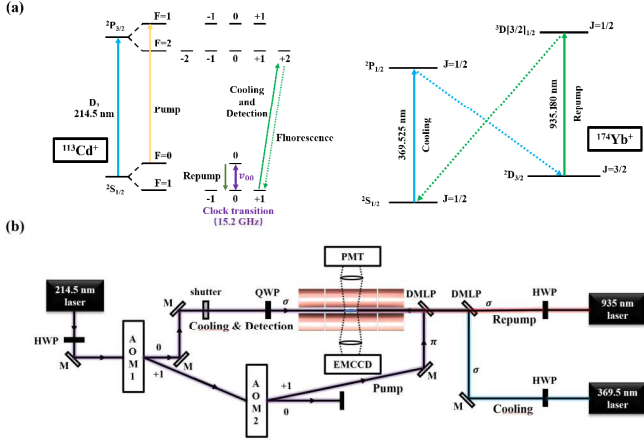 (a)
²P₃/₂
F=1
F=2
-1 0 +1
-2 -1 0 +1 +2
D₂
214.5 nm
Pump
¹¹³Cd⁺
Cooling
and
Detection
Fluorescence
F=0
0
Repump
ν₀₀
²S₁/₂
F=1
-1 0 +1
Clock transition
(15.2 GHz)
³D[3/2]₁/₂
J=1/2
²P₁/₂
J=1/2
369.525 nm
Cooling
935.180 nm
Repump
¹⁷⁴Yb⁺
²D₃/₂
J=3/2
²S₁/₂
J=1/2
(b)
214.5 nm
laser
HWP
M
AOM1
0
+1
M
M
shutter
Cooling & Detection
QWP
σ
PMT
EMCCD
AOM 2
+1
0
Pump
M
π
DMLP
DMLP
σ
HWP
Repump
935 nm
laser
σ
M
Cooling
HWP
369.5 nm
laser